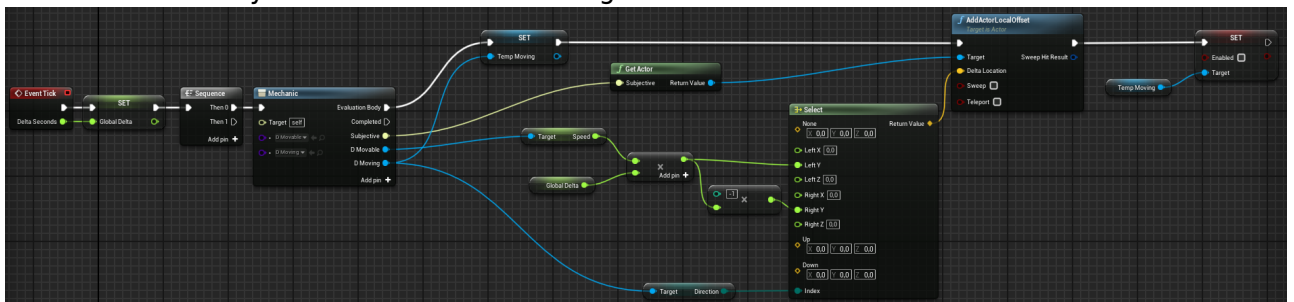 Event Tick
Delta Seconds
SET
Global Delta
Sequence
Then 0
Then 1
Add pin +
Mechanic
Evaluation Body
Target self
Completed
D Movable
Subjective
D Moving
D Movable
D Moving
Add pin +
SET
Temp Moving
f Get Actor
Subjective Return Value
Target Speed
Global Delta
Add pin +
-1
Target Direction
Select
None
Return Value
X 0,0 Y 0,0 Z 0,0
Left X 0,0
Left Y
Left Z 0,0
Right X 0,0
Right Y
Right Z 0,0
Up
X 0,0 Y 0,0 Z 0,0
Down
X 0,0 Y 0,0 Z 0,0
Index
f AddActorLocalOffset
Target is Actor
Target Sweep Hit Result
Delta Location
Sweep
Teleport
Temp Moving
SET
Enabled
Target